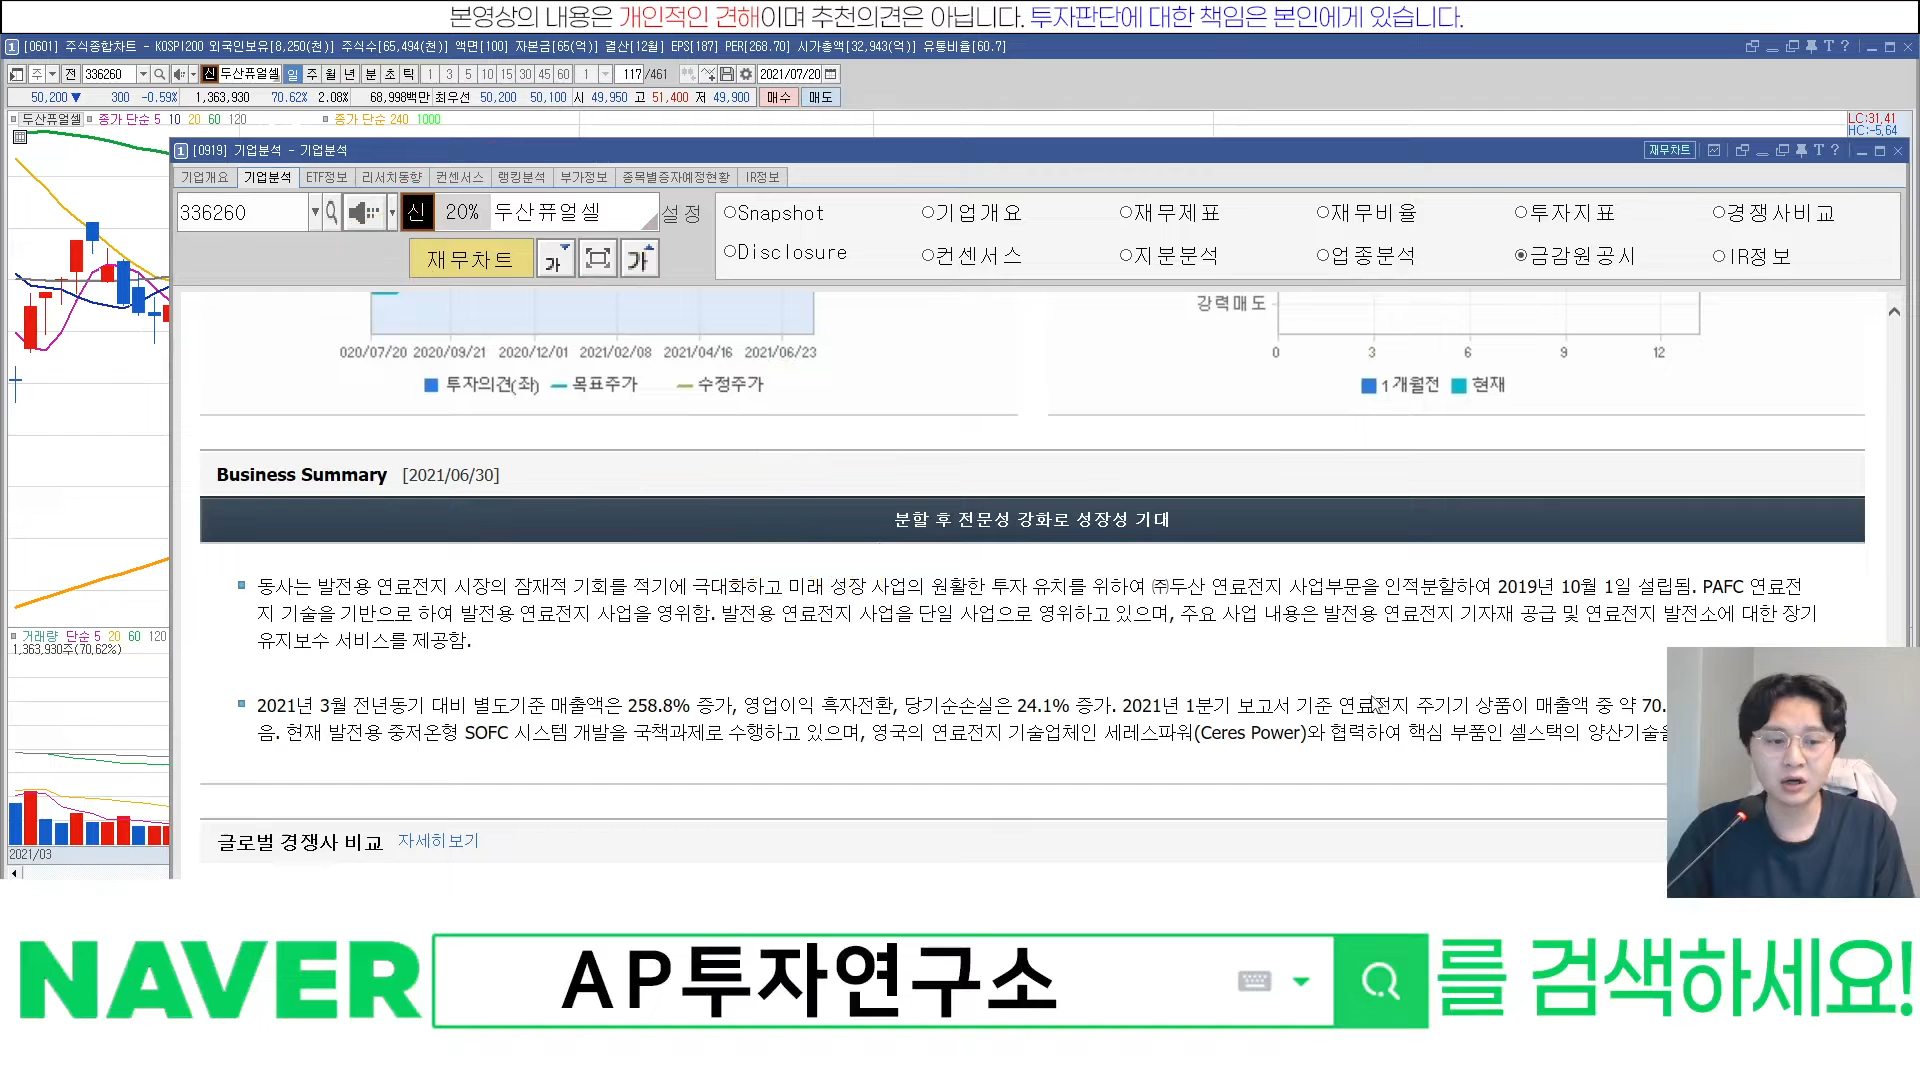 본영상의 내용은 개인적인 견해이며 추천의견은 아닙니다. 투자판단에 대한 책임은 본인에게 있습니다.
1 [0601] 주식종합차트 - KOSPI200 외국인보유[8,250(천)] 주식수[65,494(천)] 액면[100] 자본금[65(억)] 결산[12월] EPS[187] PER[268.70] 시가총액[32,943(억)] 유통비율[60.7]
주 전 336260 신 두산퓨얼셀 일 주 월 년 분 초 틱 1 3 5 10 15 30 45 60 1 117 /461 2021/07/20
50,200 ▼ 300 -0.59% 1,363,930 70.62% 2.08% 68,998백만 최우선 50,200 50,100 시 49,950 고 51,400 저 49,900 매수 매도
두산퓨얼셀 종가 단순 5 10 20 60 120 종가 단순 240 1000
LC:31.41
HC:-5.64
1 [0919] 기업분석 - 기업분석 재무차트
기업개요 기업분석 ETF정보 리서치동향 컨센서스 랭킹분석 부가정보 종목별증자예정현황 IR정보
336260 신 20% 두산퓨얼셀 설정
재무차트 가 가
Snapshot 기업개요 재무제표 재무비율 투자지표 경쟁사비교
Disclosure 컨센서스 지분분석 업종분석 금감원공시 IR정보
강력매도
020/07/20 2020/09/21 2020/12/01 2021/02/08 2021/04/16 2021/06/23
0 3 6 9 12
투자의견(좌) 목표주가 수정주가
1개월전 현재
Business Summary [2021/06/30]
분할 후 전문성 강화로 성장성 기대
동사는 발전용 연료전지 시장의 잠재적 기회를 적기에 극대화하고 미래 성장 사업의 원활한 투자 유치를 위하여 ㈜두산 연료전지 사업부문을 인적분할하여 2019년 10월 1일 설립됨. PAFC 연료전
지 기술을 기반으로 하여 발전용 연료전지 사업을 영위함. 발전용 연료전지 사업을 단일 사업으로 영위하고 있으며, 주요 사업 내용은 발전용 연료전지 기자재 공급 및 연료전지 발전소에 대한 장기
유지보수 서비스를 제공함.
2021년 3월 전년동기 대비 별도기준 매출액은 258.8% 증가, 영업이익 흑자전환, 당기순손실은 24.1% 증가. 2021년 1분기 보고서 기준 연료전지 주기기 상품이 매출액 중 약 70.
음. 현재 발전용 중저온형 SOFC 시스템 개발을 국책과제로 수행하고 있으며, 영국의 연료전지 기술업체인 세레스파워(Ceres Power)와 협력하여 핵심 부품인 셀스택의 양산기술을
거래량 단순 5 20 60 120
1,363,930주(70.62%)
2021/03
글로벌 경쟁사 비교 자세히보기
NAVER AP투자연구소 를 검색하세요!